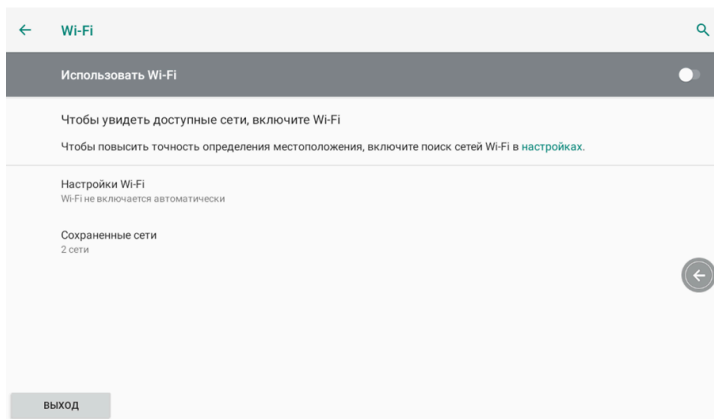 Wi-Fi
Использовать Wi-Fi
Чтобы увидеть доступные сети, включите Wi-Fi
Чтобы повысить точность определения местоположения, включите поиск сетей Wi-Fi в настройках.
Настройки Wi-Fi
Wi-Fi не включается автоматически
Сохраненные сети
2 сети
ВЫХОД